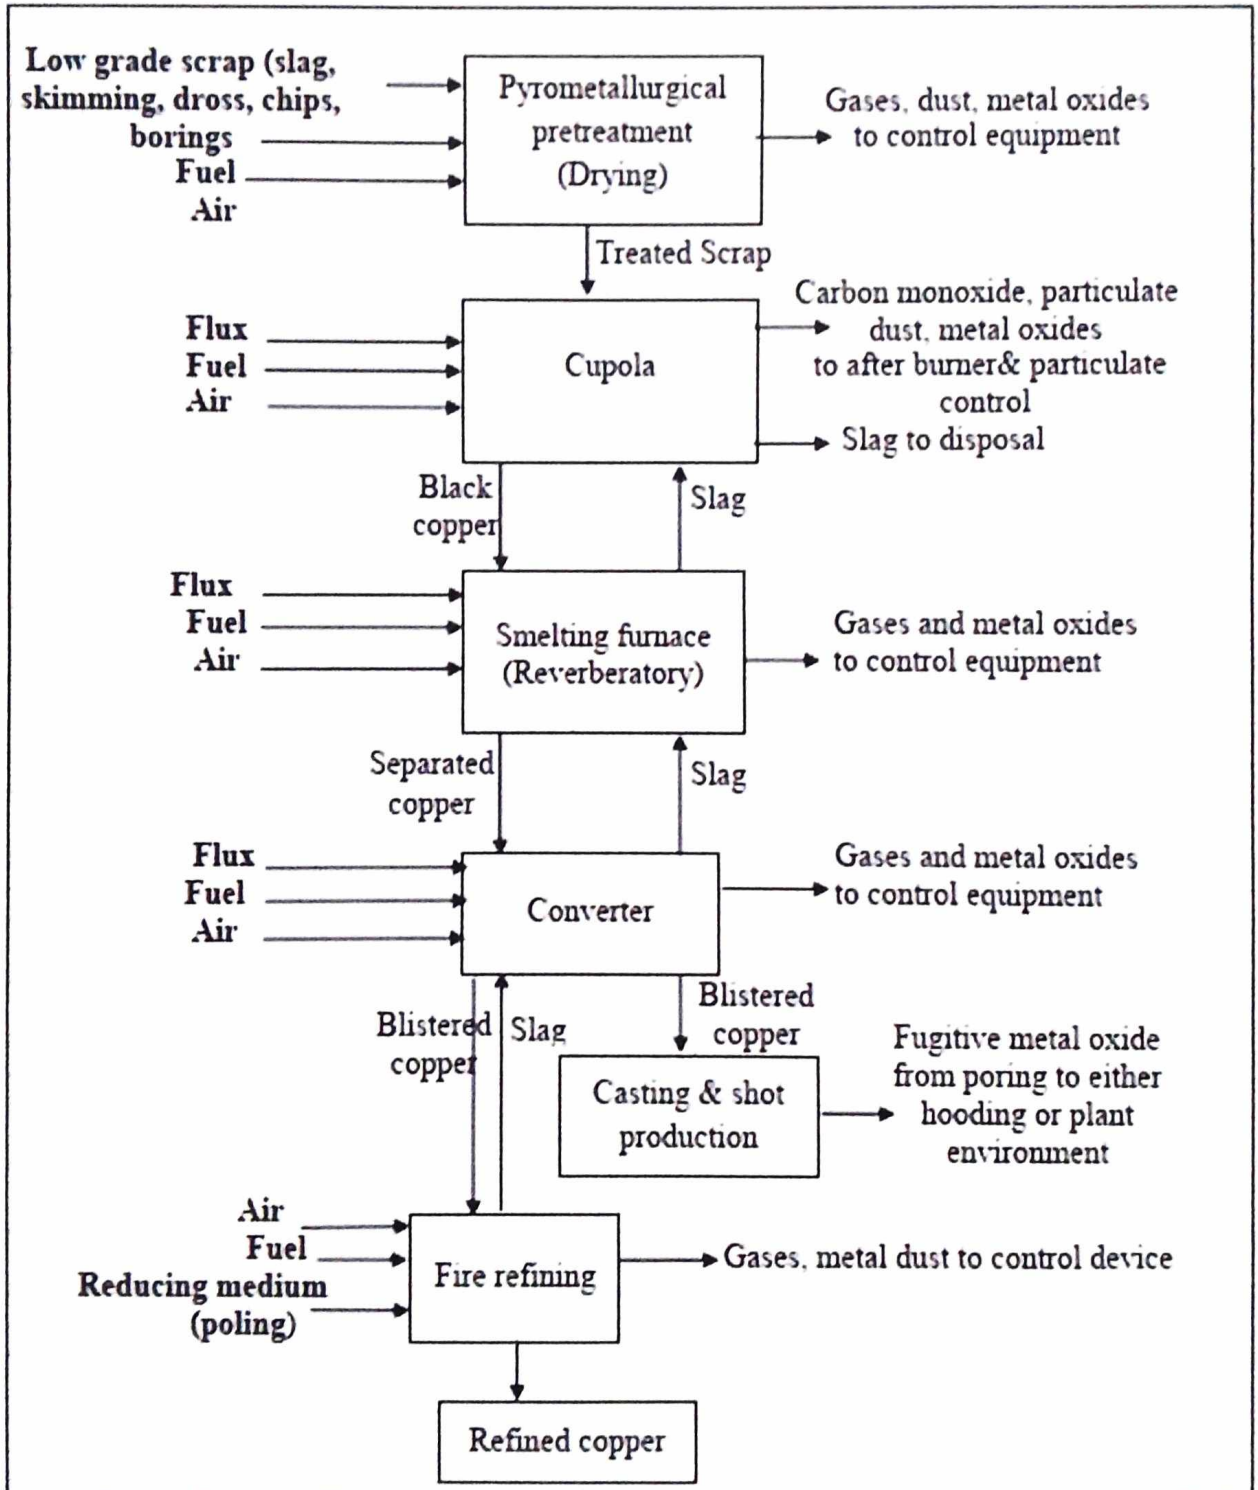 Low grade scrap (slag,
skimming, dross, chips,
borings
Fuel
Air
Pyrometallurgical
pretreatment
(Drying)
Gases, dust, metal oxides
to control equipment
Treated Scrap
Flux
Fuel
Air
Cupola
Carbon monoxide, particulate
dust, metal oxides
to after burner& particulate
control
Slag to disposal
Black
copper
Slag
Flux
Fuel
Air
Smelting furnace
(Reverberatory)
Gases and metal oxides
to control equipment
Separated
copper
Slag
Flux
Fuel
Air
Converter
Gases and metal oxides
to control equipment
Blistered
copper
Slag
Blistered
copper
Casting & shot
production
Fugitive metal oxide
from poring to either
hooding or plant
environment
Air
Fuel
Reducing medium
(poling)
Fire refining
Gases, metal dust to control device
Refined copper